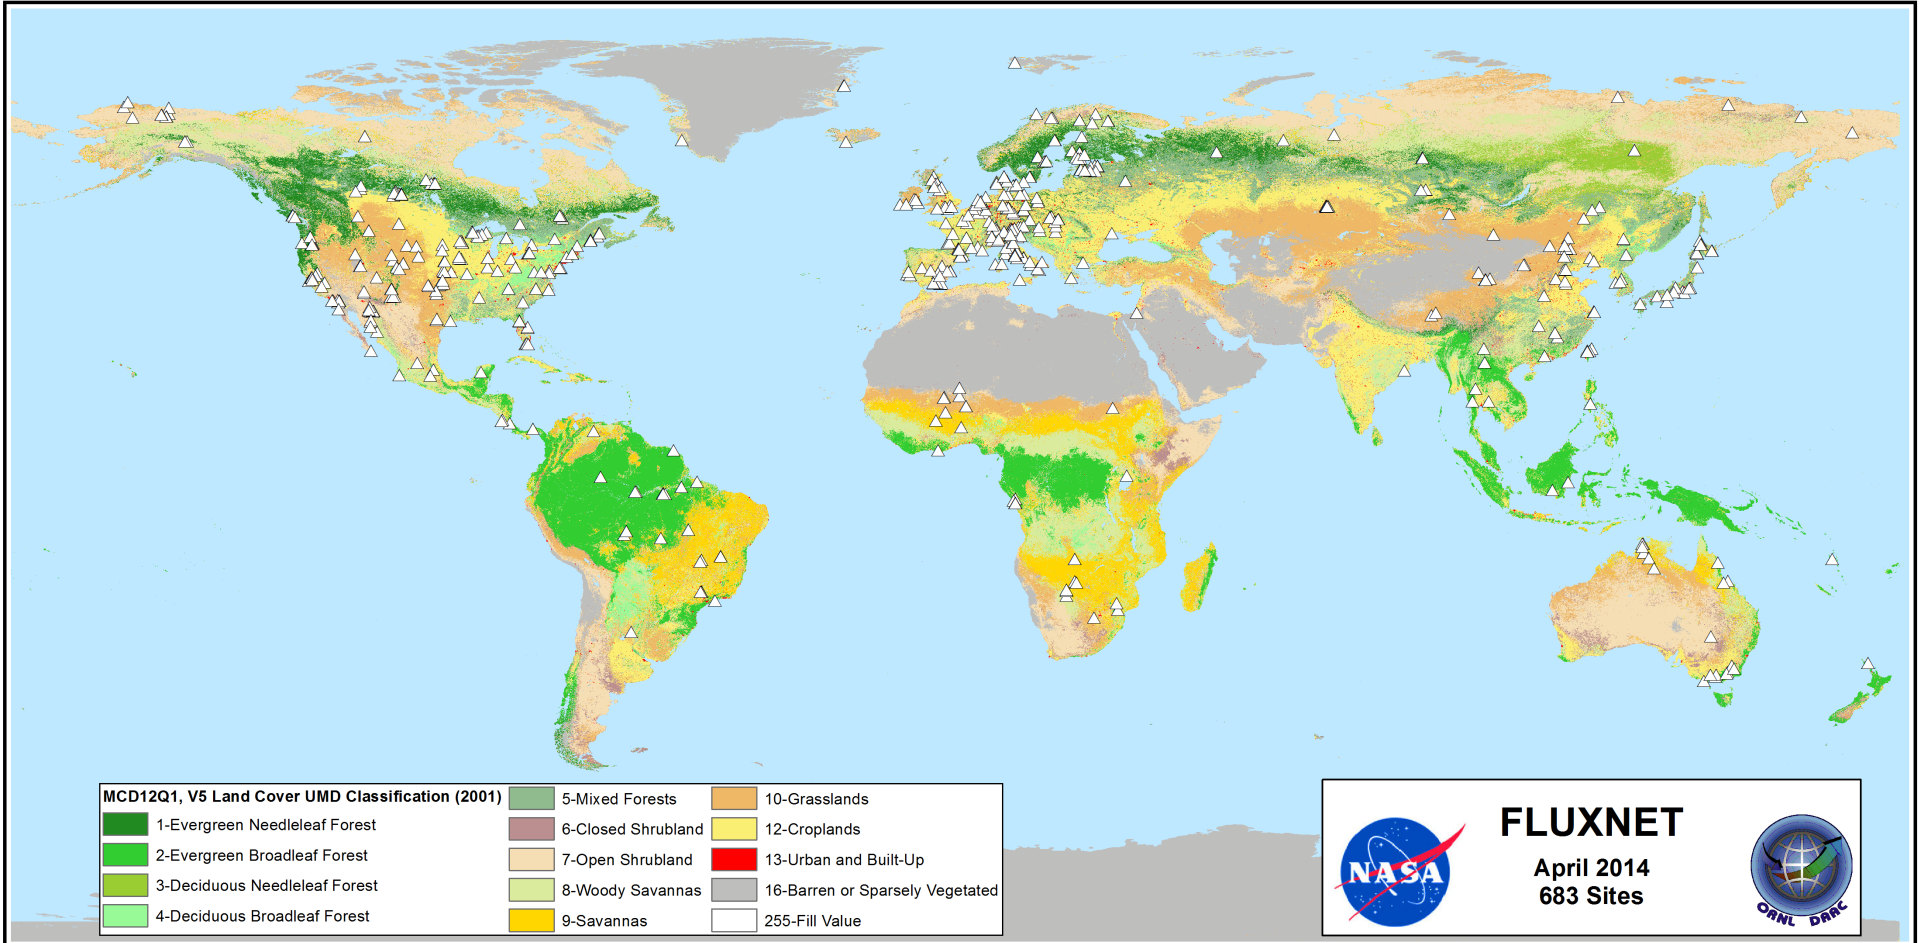 MCD12Q1, V5 Land Cover UMD Classification (2001)
1-Evergreen Needleleaf Forest
2-Evergreen Broadleaf Forest
3-Deciduous Needleleaf Forest
4-Deciduous Broadleaf Forest
5-Mixed Forests
6-Closed Shrubland
7-Open Shrubland
8-Woody Savannas
9-Savannas
10-Grasslands
12-Croplands
13-Urban and Built-Up
16-Barren or Sparsely Vegetated
255-Fill Value
NASA
FLUXNET
April 2014
683 Sites
ORNL DAAC